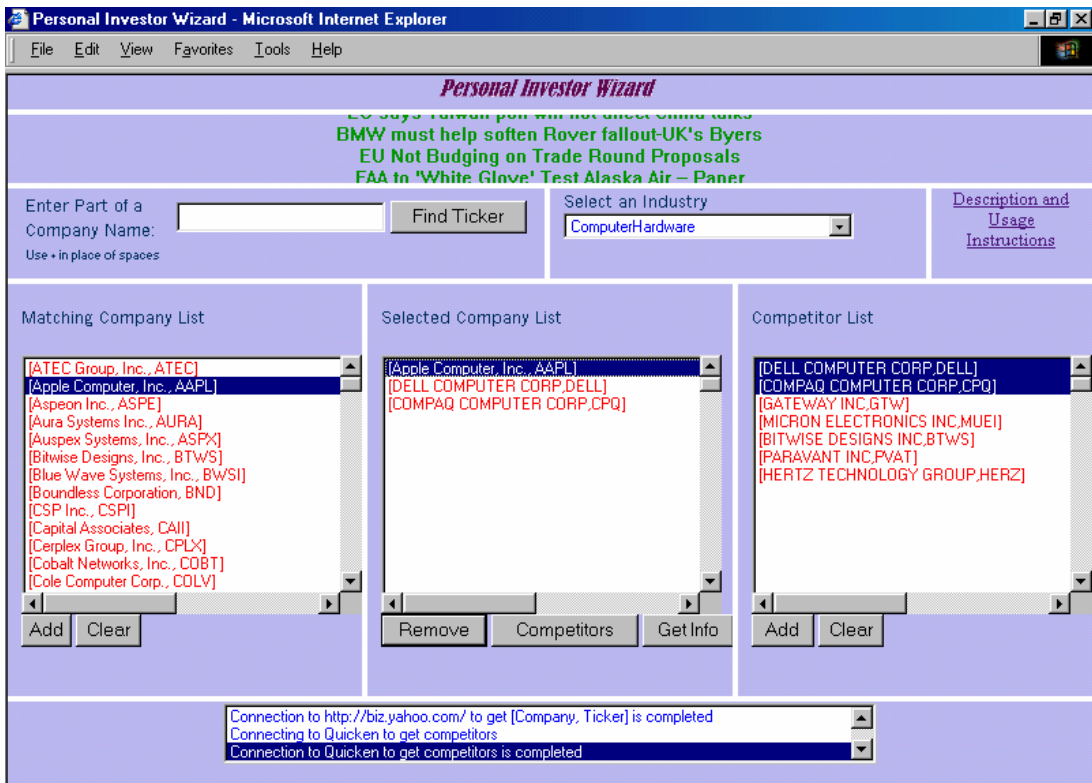 Personal Investor Wizard - Microsoft Internet Explorer
File Edit View Favorites Tools Help
Personal Investor Wizard
EU says Taiwan poll will not affect China talks
BMW must help soften Rover fallout-UK's Byers
EU Not Budging on Trade Round Proposals
FAA to 'White Glove' Test Alaska Air – Paper
Enter Part of a
Company Name:
Find Ticker
Use + in place of spaces
Select an Industry
ComputerHardware
Description and
Usage
Instructions
Matching Company List
[ATEC Group, Inc., ATEC]
[Apple Computer, Inc., AAPL]
[Aspeon Inc., ASPE]
[Aura Systems Inc., AURA]
[Auspex Systems, Inc., ASPX]
[Bitwise Designs, Inc., BTWS]
[Blue Wave Systems, Inc., BWSI]
[Boundless Corporation, BND]
[CSP Inc., CSPI]
[Capital Associates, CAII]
[Cerplex Group, Inc., CPLX]
[Cobalt Networks, Inc., COBT]
[Cole Computer Corp., COLV]
Add Clear
Selected Company List
[Apple Computer, Inc., AAPL]
[DELL COMPUTER CORP,DELL]
[COMPAQ COMPUTER CORP,CPQ]
Remove Competitors Get Info
Competitor List
[DELL COMPUTER CORP,DELL]
[COMPAQ COMPUTER CORP,CPQ]
[GATEWAY INC,GTW]
[MICRON ELECTRONICS INC,MUEI]
[BITWISE DESIGNS INC,BTWS]
[PARAVANT INC,PVAT]
[HERTZ TECHNOLOGY GROUP,HERZ]
Add Clear
Connection to http://biz.yahoo.com/ to get [Company, Ticker] is completed
Connecting to Quicken to get competitors
Connection to Quicken to get competitors is completed